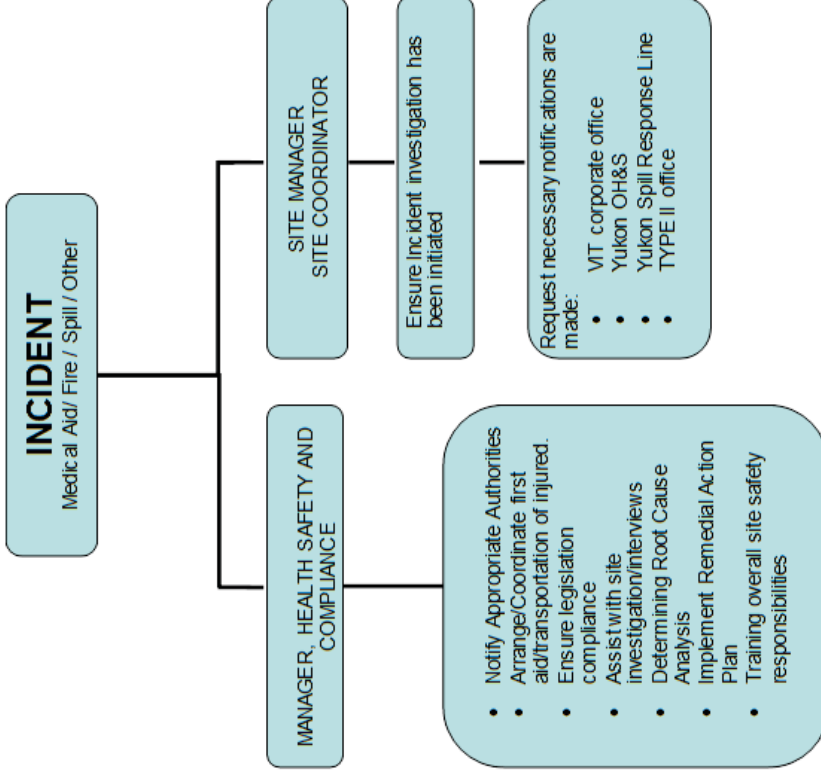 INCIDENT
Medical Aid/ Fire / Spill / Other
MANAGER, HEALTH SAFETY AND
COMPLIANCE
• Notify Appropriate Authorities
• Arrange/Coordinate first
aid/transportation of injured.
• Ensure legislation
compliance
• Assist with site
investigation/interviews
• Determining Root Cause
Analysis
• Implement Remedial Action
Plan
• Training overall site safety
responsibilities
SITE MANAGER
SITE COORDINATOR
Ensure Incident investigation has
been initiated
Request necessary notifications are
made:
• VIT corporate office
• Yukon OH&S
• Yukon Spill Response Line
• TYPE II office